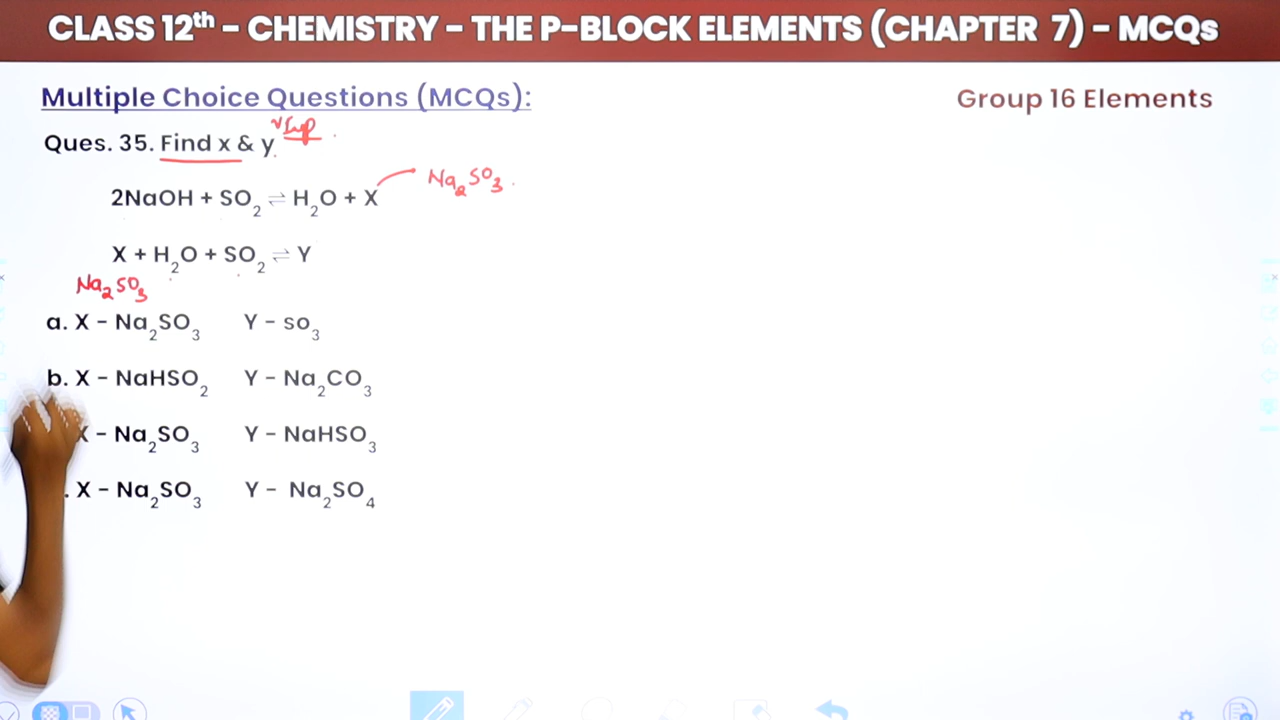 CLASS 12th - CHEMISTRY - THE P-BLOCK ELEMENTS (CHAPTER 7) - MCQs
Multiple Choice Questions (MCQs): Group 16 Elements
Ques. 35. Find x & y. v Imp
2NaOH + SO₂ ⇌ H₂O + X Na₂SO₃
X + H₂O + SO₂ ⇌ Y
Na₂SO₃
a. X - Na₂SO₃ Y - so₃
b. X - NaHSO₂ Y - Na₂CO₃
X - Na₂SO₃ Y - NaHSO₃
. X - Na₂SO₃ Y - Na₂SO₄